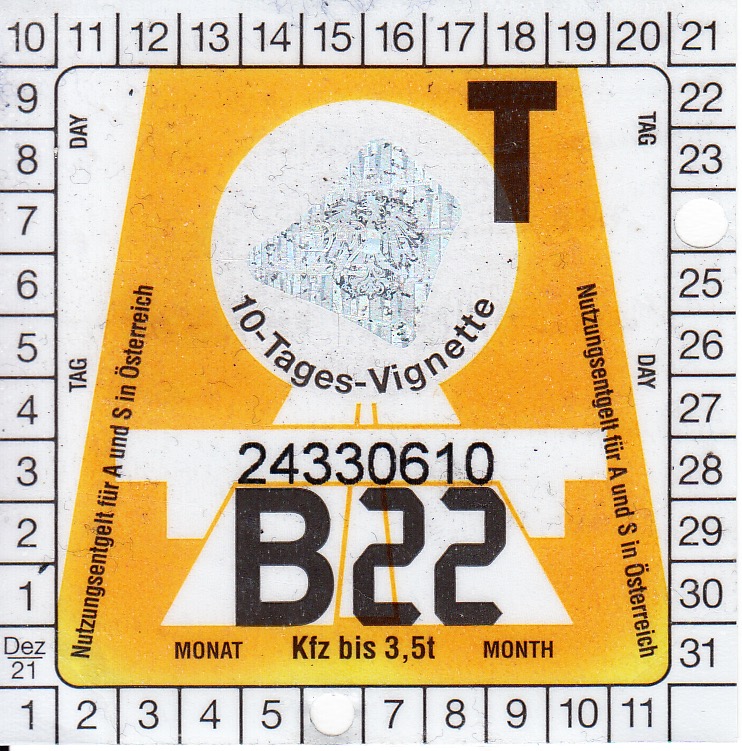 10 11 12 13 14 15 16 17 18 19 20 21
9
8
7
6
5
4
3
2
1
Dez
21
22
23
25
26
27
28
29
30
31
1 2 3 4 5 7 8 9 10 11
DAY
TAG
TAG
DAY
T
10-Tages-Vignette
Nutzungsentgelt für A und S in Österreich
Nutzungsentgelt für A und S in Österreich
24330610
B22
MONAT Kfz bis 3,5t MONTH